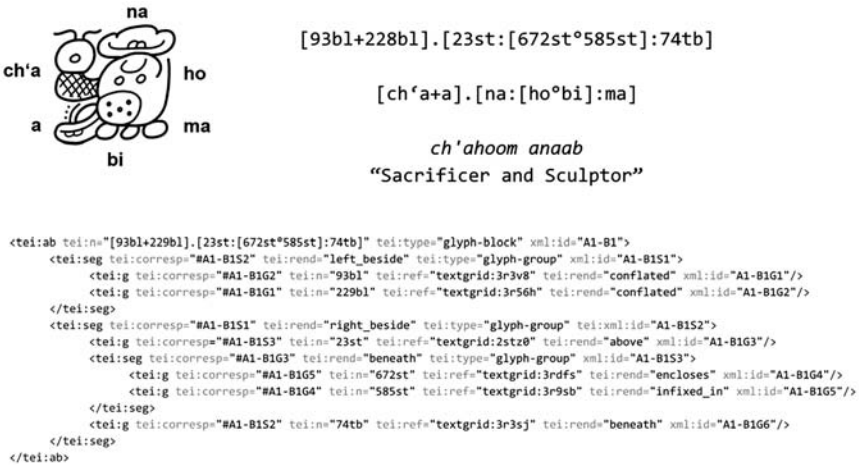 na
ch‘a
ho
a
ma
bi
[93bl+228bl].[23st:[672st°585st]:74tb]
[ch‘a+a].[na:[ho°bi]:ma]
ch'ahoom anaab
“Sacrificer and Sculptor”
<tei:ab tei:n="[93bl+229bl].[23st:[672st°585st]:74tb]" tei:type="glyph-block" xml:id="A1-B1">
<tei:seg tei:corresp="#A1-B1S2" tei:rend="left_beside" tei:type="glyph-group" xml:id="A1-B1S1">
<tei:g tei:corresp="#A1-B1G2" tei:n="93bl" tei:ref="textgrid:3r3v8" tei:rend="conflated" xml:id="A1-B1G1"/>
<tei:g tei:corresp="#A1-B1G1" tei:n="229bl" tei:ref="textgrid:3r56h" tei:rend="conflated" xml:id="A1-B1G2"/>
</tei:seg>
<tei:seg tei:corresp="#A1-B1S1" tei:rend="right_beside" tei:type="glyph-group" tei:xml:id="A1-B1S2">
<tei:g tei:corresp="#A1-B1S3" tei:n="23st" tei:ref="textgrid:2stz0" tei:rend="above" xml:id="A1-B1G3"/>
<tei:seg tei:corresp="#A1-B1G3" tei:rend="beneath" tei:type="glyph-group" xml:id="A1-B1S3">
<tei:g tei:corresp="#A1-B1G5" tei:n="672st" tei:ref="textgrid:3rdfs" tei:rend="encloses" xml:id="A1-B1G4"/>
<tei:g tei:corresp="#A1-B1G4" tei:n="585st" tei:ref="textgrid:3r9sb" tei:rend="infixed_in" xml:id="A1-B1G5"/>
</tei:seg>
<tei:g tei:corresp="#A1-B1S2" tei:n="74tb" tei:ref="textgrid:3r3sj" tei:rend="beneath" xml:id="A1-B1G6"/>
</tei:seg>
</tei:ab>